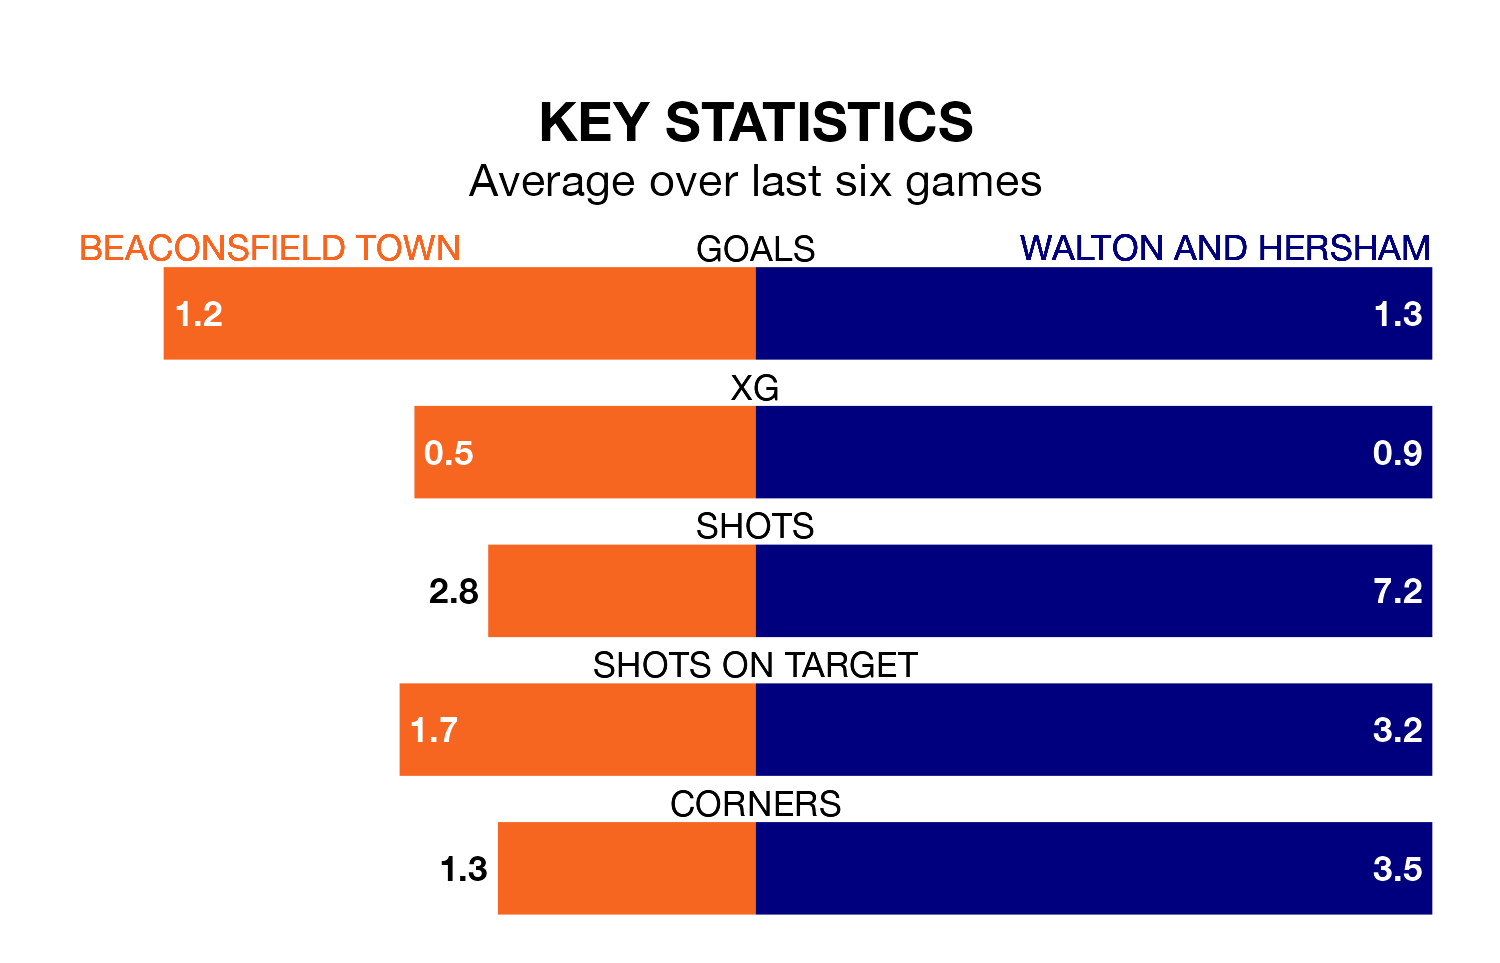 KEY STATISTICS
Average over last six games
BEACONSFIELD TOWN GOALS WALTON AND HERSHAM
1.2 1.3
XG
0.5 0.9
SHOTS
2.8 7.2
SHOTS ON TARGET
1.7 3.2
CORNERS
1.3 3.5